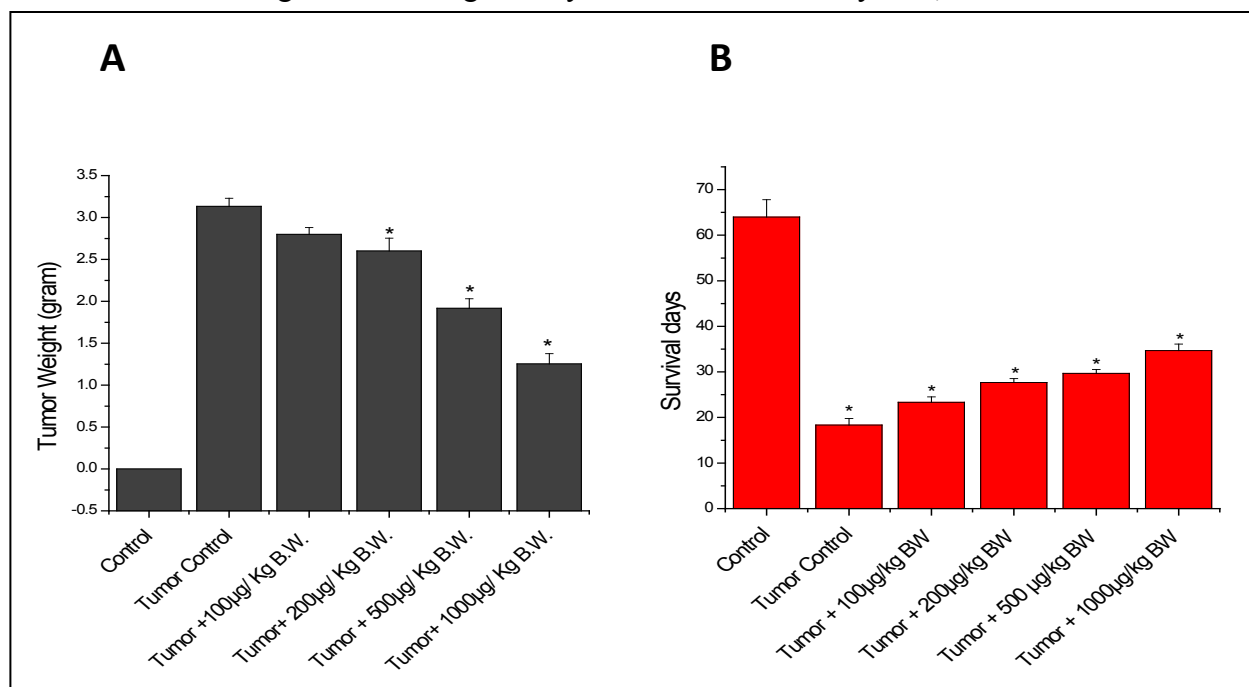 A
B
Tumor Weight (gram)
3.5
3.0
2.5
2.0
1.5
1.0
0.5
0.0
-0.5
*
*
*
Control
Tumor Control
Tumor +100µg/ Kg B.W.
Tumor+ 200µg/ Kg B.W.
Tumor + 500µg/ Kg B.W.
Tumor+ 1000µg/ Kg B.W.
Survival days
70
60
50
40
30
20
10
0
*
*
*
*
*
Control
Tumor Control
Tumor + 100µg/kg BW
Tumor + 200µg/kg BW
Tumor + 500 µg/kg BW
Tumor + 1000µg/kg BW